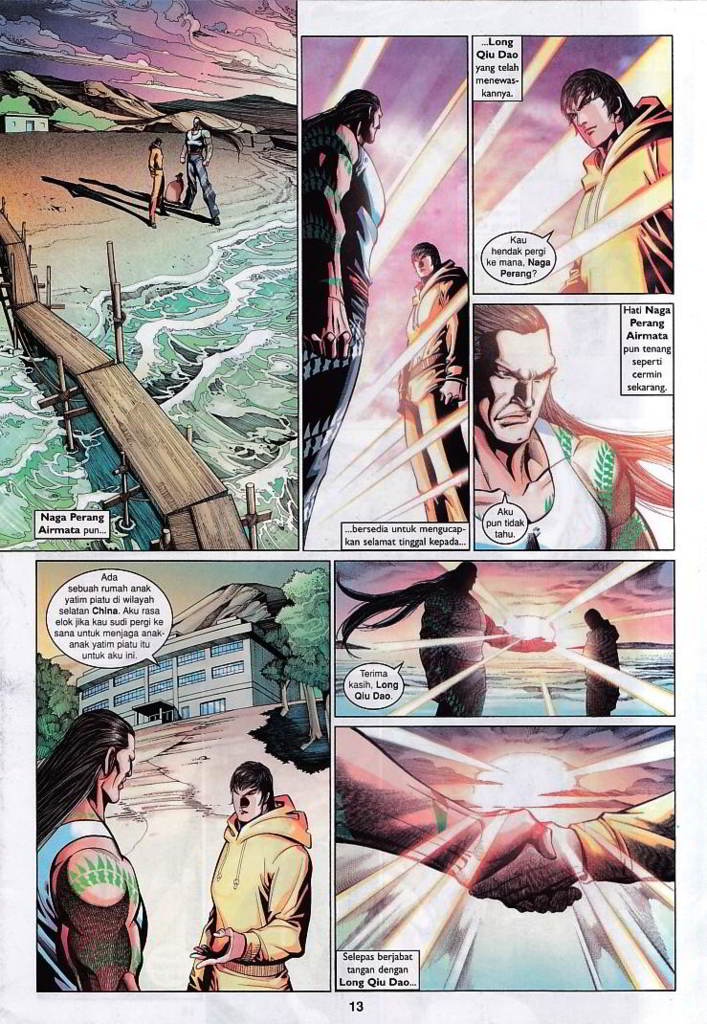 Naga Perang
Airmata pun...
...bersedia untuk mengucap-
kan selamat tinggal kepada...
...Long
Qiu Dao
yang telah
menewas-
kannya.
Kau
hendak pergi
ke mana, Naga
Perang?
Hati Naga
Perang
Airmata
pun tenang
seperti
cermin
sekarang.
Aku
pun tidak
tahu.
Ada
sebuah rumah anak
yatim piatu di wilayah
selatan China. Aku rasa
elok jika kau sudi pergi ke
sana untuk menjaga anak-
anak yatim piatu itu
untuk aku ini.
Terima
kasih, Long
Qiu Dao.
Selepas berjabat
tangan dengan
Long Qiu Dao...
13